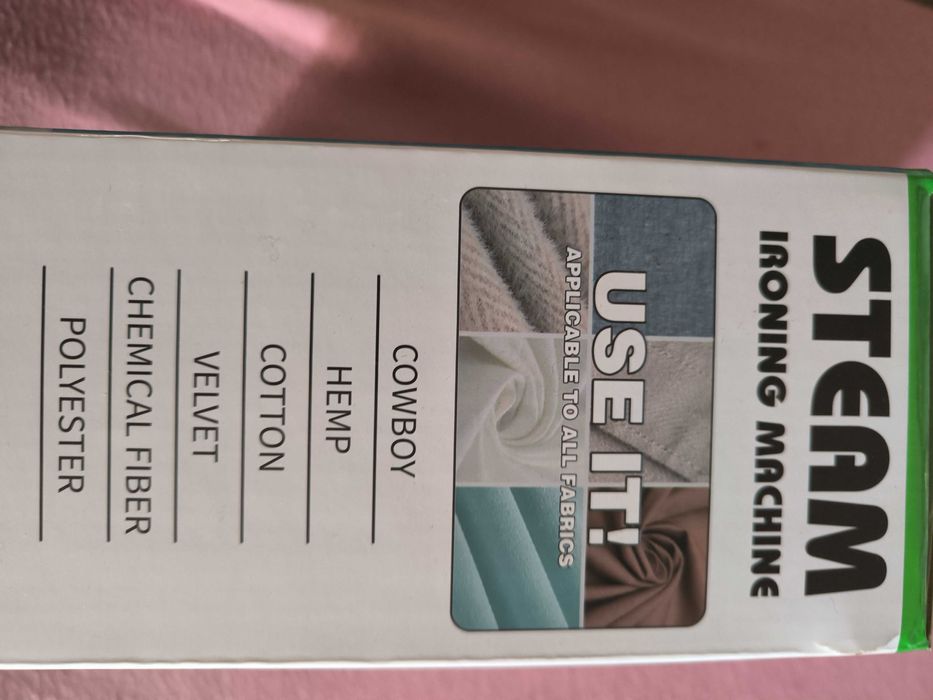 STEAM
IRONING MACHINE
USE IT!
APPLICABLE TO ALL FABRICS
COWBOY
HEMP
COTTON
VELVET
CHEMICAL FIBER
POLYESTER